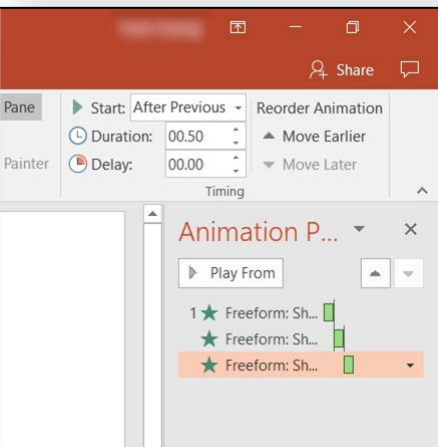 Share
Pane
Start: After Previous
Reorder Animation
Duration: 00.50
Move Earlier
Painter
Delay: 00.00
Move Later
Timing
Animation P...
Play From
1 Freeform: Sh...
Freeform: Sh...
Freeform: Sh...